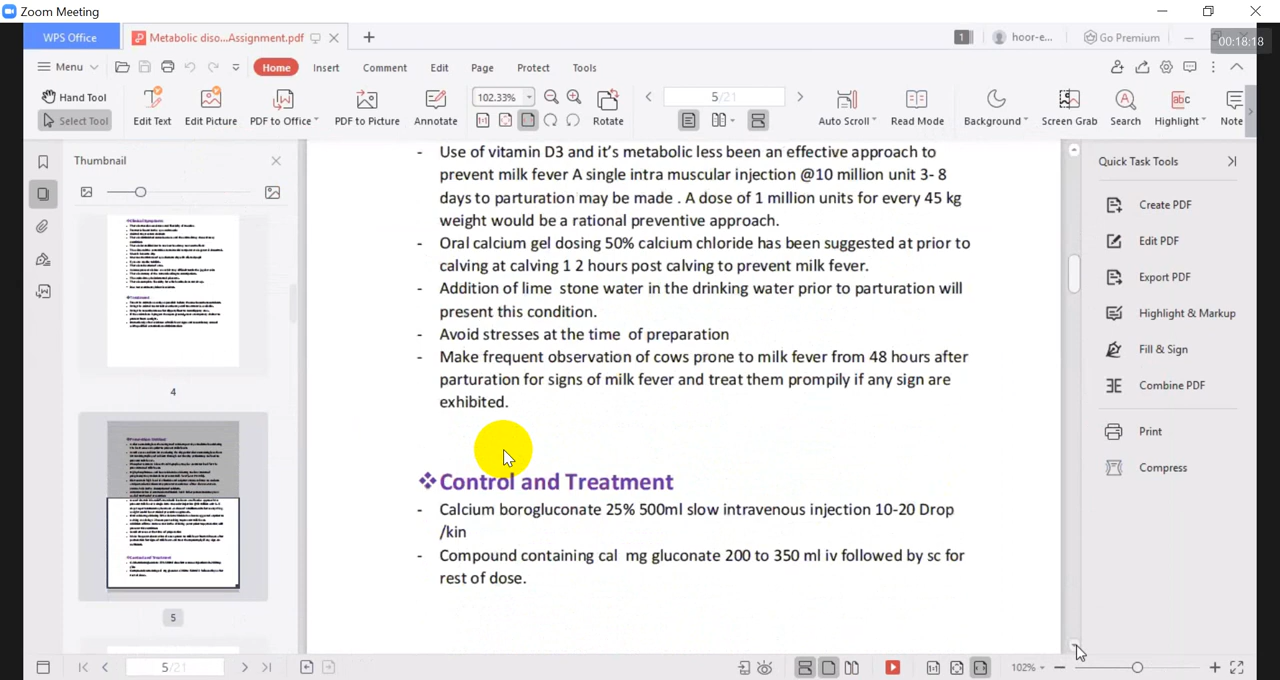 Zoom Meeting
WPS Office
Metabolic diso...Assignment.pdf
1
hoor-e...
Go Premium
00:18:18
Menu
Home
Insert
Comment
Edit
Page
Protect
Tools
Hand Tool
Select Tool
Edit Text
Edit Picture
PDF to Office
PDF to Picture
Annotate
102.33%
Rotate
5/21
Auto Scroll
Read Mode
Background
Screen Grab
Search
Highlight
Note
Thumbnail
4
5
- Use of vitamin D3 and it’s metabolic less been an effective approach to
prevent milk fever A single intra muscular injection @10 million unit 3- 8
days to parturation may be made . A dose of 1 million units for every 45 kg
weight would be a rational preventive approach.
- Oral calcium gel dosing 50% calcium chloride has been suggested at prior to
calving at calving 1 2 hours post calving to prevent milk fever.
- Addition of lime stone water in the drinking water prior to parturation will
present this condition.
- Avoid stresses at the time of preparation
- Make frequent observation of cows prone to milk fever from 48 hours after
parturation for signs of milk fever and treat them prompily if any sign are
exhibited.
❖Control and Treatment
- Calcium borogluconate 25% 500ml slow intravenous injection 10-20 Drop
/kin
- Compound containing cal mg gluconate 200 to 350 ml iv followed by sc for
rest of dose.
Quick Task Tools
Create PDF
Edit PDF
Export PDF
Highlight & Markup
Fill & Sign
Combine PDF
Print
Compress
5/21
102%